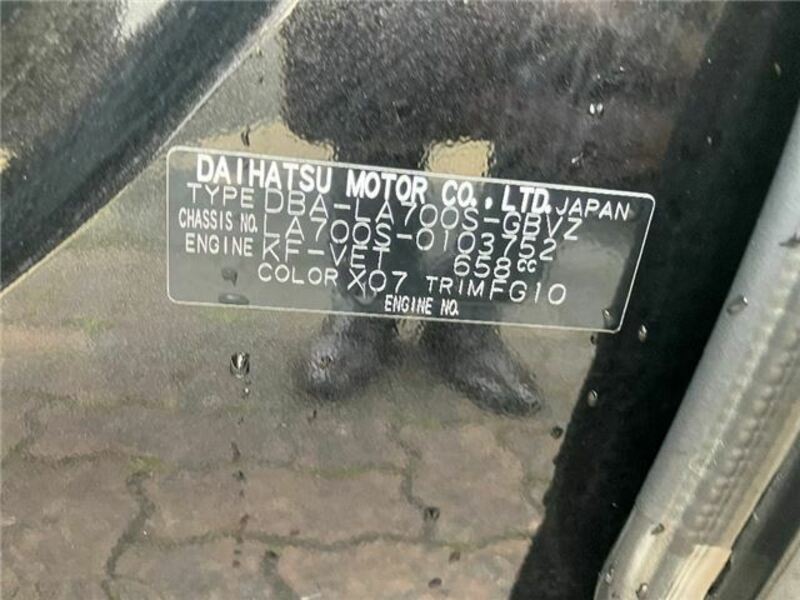 DAIHATSU MOTOR CO., LTD. JAPAN
TYPE DBA-LA700S-GBVZ
CHASSIS NO. LA700S-0103752
ENGINE KF-VET 658cc
COLOR X07 TRIM FG10
ENGINE NO.